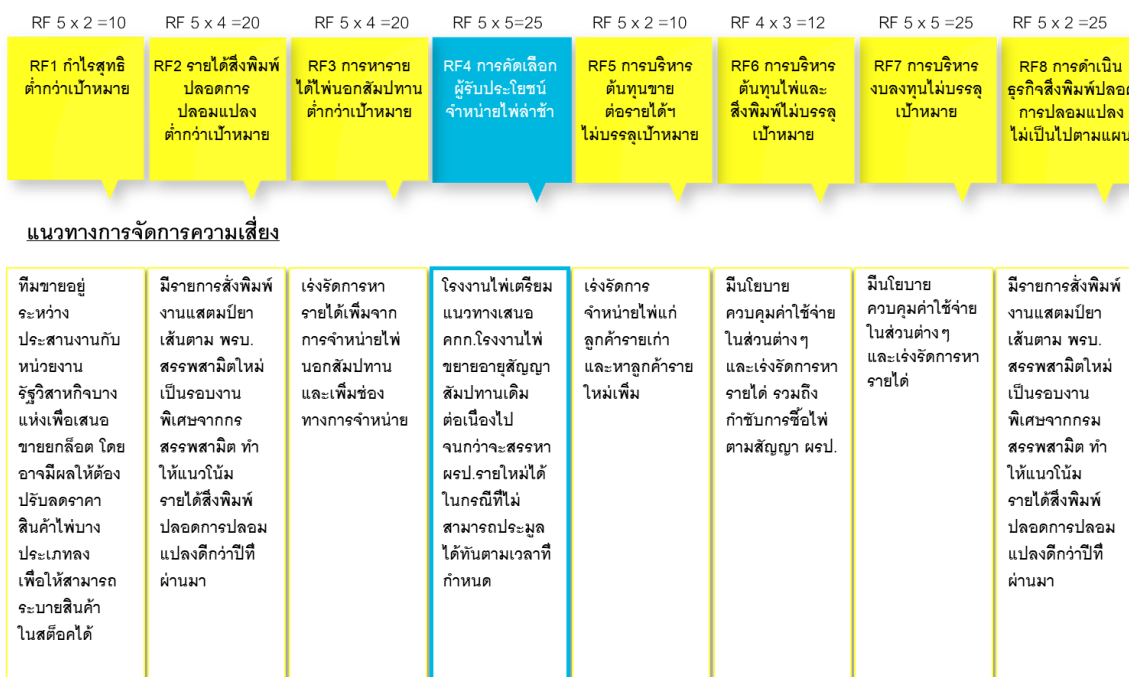 RF 5 x 2 =10
RF 5 x 4 =20
RF 5 x 4 =20
RF 5 x 5=25
RF 5 x 2 =10
RF 4 x 3 =12
RF 5 x 5 =25
RF 5 x 2 =25
RF1 กำไรสุทธิ
ต่ำกว่าเป้าหมาย
RF2 รายได้สิ่งพิมพ์
ปลอดการ
ปลอมแปลง
ต่ำกว่าเป้าหมาย
RF3 การหาราย
ได้ไพ่นอกสัมปทาน
ต่ำกว่าเป้าหมาย
RF4 การคัดเลือก
ผู้รับประโยชน์
จำหน่ายไพ่ล่าช้า
RF5 การบริหาร
ต้นทุนขาย
ต่อรายได้ฯ
ไม่บรรลุเป้าหมาย
RF6 การบริหาร
ต้นทุนไพ่และ
สิ่งพิมพ์ไม่บรรลุ
เป้าหมาย
RF7 การบริหาร
งบลงทุนไม่บรรลุ
เป้าหมาย
RF8 การดำเนิน
ธุรกิจสิ่งพิมพ์ปลอด
การปลอมแปลง
ไม่เป็นไปตามแผน
แนวทางการจัดการความเสี่ยง
ทีมขายอยู่
ระหว่าง
ประสานงานกับ
หน่วยงาน
รัฐวิสาหกิจบาง
แห่งเพื่อเสนอ
ขายยกล็อต โดย
อาจมีผลให้ต้อง
ปรับลดราคา
สินค้าไพ่บาง
ประเภทลง
เพื่อให้สามารถ
ระบายสินค้า
ในสต็อคได้
มีรายการสั่งพิมพ์
งานแสตมป์ยา
เส้นตาม พรบ.
สรรพสามิตใหม่
เป็นรอบงาน
พิเศษจากกร
สรรพสามิต ทำ
ให้แนวโน้ม
รายได้สิ่งพิมพ์
ปลอดการปลอม
แปลงดีกว่าปีที่
ผ่านมา
เร่งรัดการหา
รายได้เพิ่มจาก
การจำหน่ายไพ่
นอกสัมปทาน
และเพิ่มช่อง
ทางการจำหน่าย
โรงงานไพ่เตรียม
แนวทางเสนอ
คกก.โรงงานไพ่
ขยายอายุสัญญา
สัมปทานเดิม
ต่อเนื่องไป
จนกว่าจะสรรหา
ผรป.รายใหม่ได้
ในกรณีที่ไม่
สามารถประมูล
ได้ทันตามเวลาที่
กำหนด
เร่งรัดการ
จำหน่ายไพ่แก่
ลูกค้ารายเก่า
และหาลูกค้าราย
ใหม่เพิ่ม
มีนโยบาย
ควบคุมค่าใช้จ่าย
ในส่วนต่างๆ
และเร่งรัดการหา
รายได้ รวมถึง
กำชับการซื้อไพ่
ตามสัญญา ผรป.
มีนโยบาย
ควบคุมค่าใช้จ่าย
ในส่วนต่างๆ
และเร่งรัดการหา
รายได่
มีรายการสั่งพิมพ์
งานแสตมป์ยา
เส้นตาม พรบ.
สรรพสามิตใหม่
เป็นรอบงาน
พิเศษจากกรม
สรรพสามิต ทำ
ให้แนวโน้ม
รายได้สิ่งพิมพ์
ปลอดการปลอม
แปลงดีกว่าปีที่
ผ่านมา